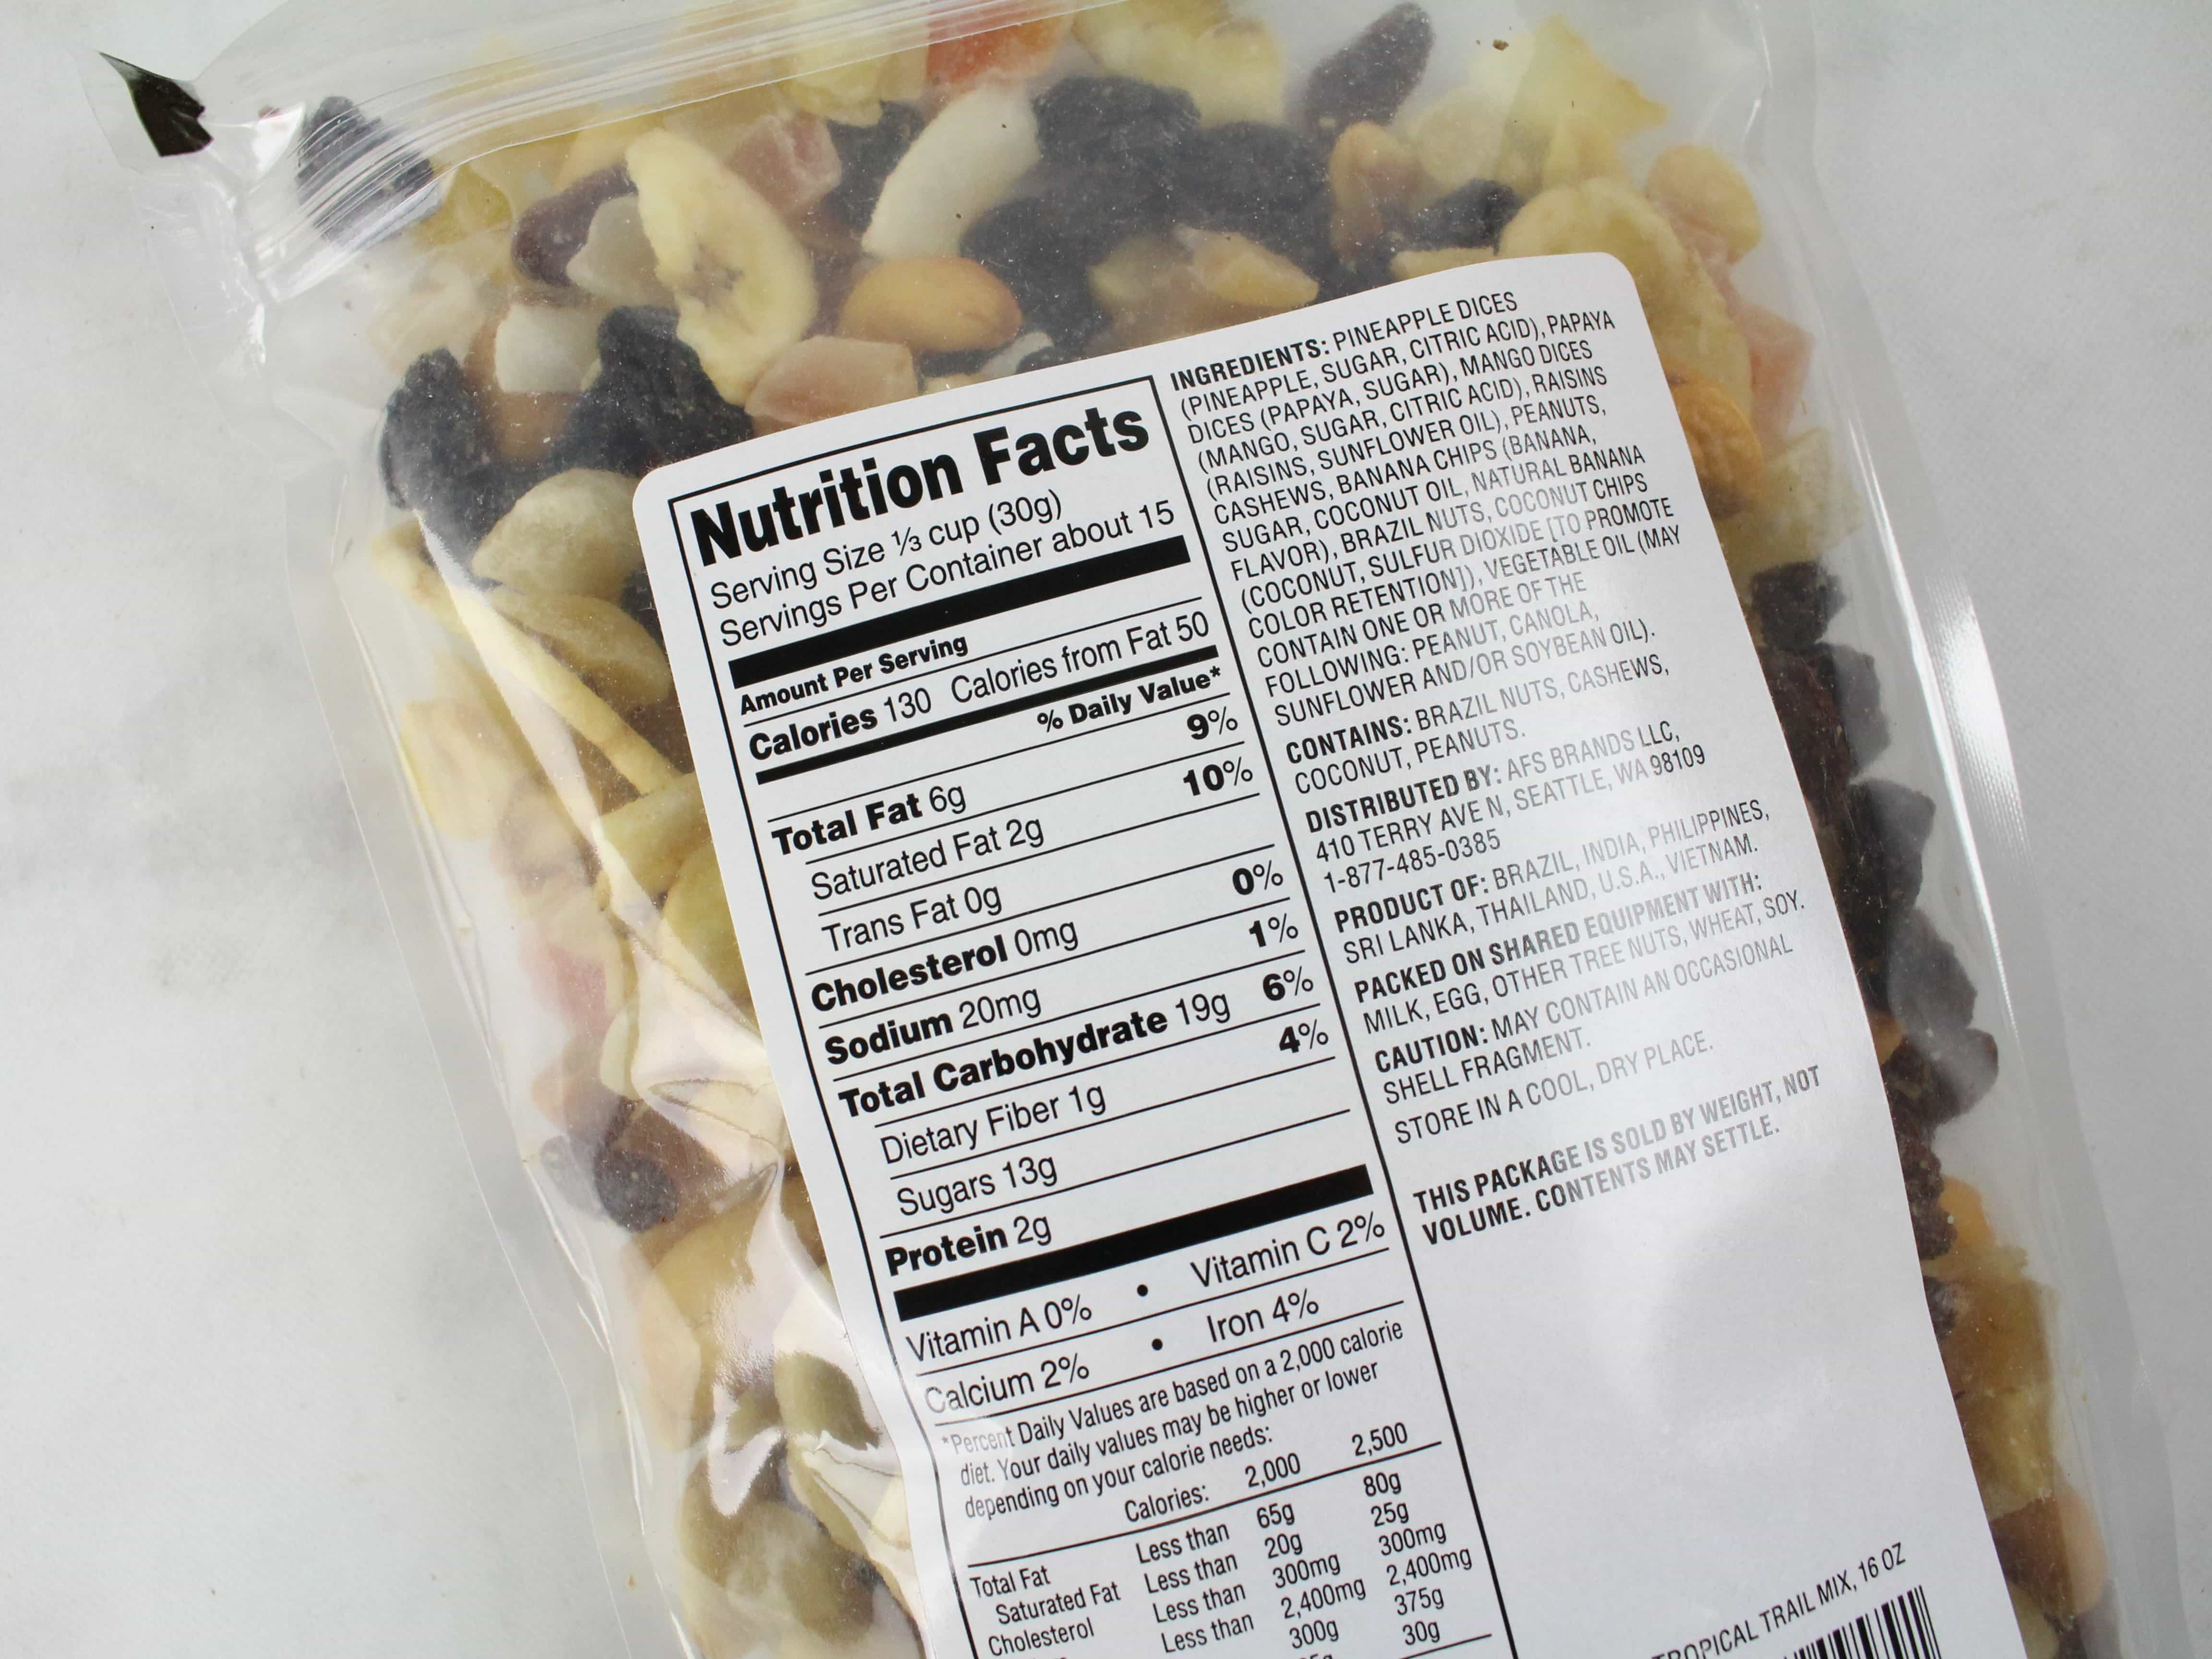 Nutrition Facts
Serving Size ⅓ cup (30g)
Servings Per Container about 15
Amount Per Serving
Calories 130 Calories from Fat 50
% Daily Value*
Total Fat 6g 9%
Saturated Fat 2g 10%
Trans Fat 0g
Cholesterol 0mg 0%
Sodium 20mg 1%
Total Carbohydrate 19g 6%
Dietary Fiber 1g 4%
Sugars 13g
Protein 2g
Vitamin A 0% • Vitamin C 2%
Calcium 2% • Iron 4%
*Percent Daily Values are based on a 2,000 calorie
diet. Your daily values may be higher or lower
depending on your calorie needs:
Calories: 2,000 2,500
Total Fat Less than 65g 80g
Saturated Fat Less than 20g 25g
Cholesterol Less than 300mg 300mg
Less than 2,400mg 2,400mg
300g 375g
30g
INGREDIENTS: PINEAPPLE DICES
(PINEAPPLE, SUGAR, CITRIC ACID), PAPAYA
DICES (PAPAYA, SUGAR), MANGO DICES
(MANGO, SUGAR, CITRIC ACID), RAISINS
(RAISINS, SUNFLOWER OIL), PEANUTS,
CASHEWS, BANANA CHIPS (BANANA,
SUGAR, COCONUT OIL, NATURAL BANANA
FLAVOR), BRAZIL NUTS, COCONUT CHIPS
(COCONUT, SULFUR DIOXIDE [TO PROMOTE
COLOR RETENTION]), VEGETABLE OIL (MAY
CONTAIN ONE OR MORE OF THE
FOLLOWING: PEANUT, CANOLA,
SUNFLOWER AND/OR SOYBEAN OIL).
CONTAINS: BRAZIL NUTS, CASHEWS,
COCONUT, PEANUTS.
DISTRIBUTED BY: AFS BRANDS LLC,
410 TERRY AVE N, SEATTLE, WA 98109
1-877-485-0385
PRODUCT OF: BRAZIL, INDIA, PHILIPPINES,
SRI LANKA, THAILAND, U.S.A., VIETNAM.
PACKED ON SHARED EQUIPMENT WITH:
MILK, EGG, OTHER TREE NUTS, WHEAT, SOY.
CAUTION: MAY CONTAIN AN OCCASIONAL
SHELL FRAGMENT.
STORE IN A COOL, DRY PLACE.
THIS PACKAGE IS SOLD BY WEIGHT, NOT
VOLUME. CONTENTS MAY SETTLE.
TROPICAL TRAIL MIX, 16 OZ